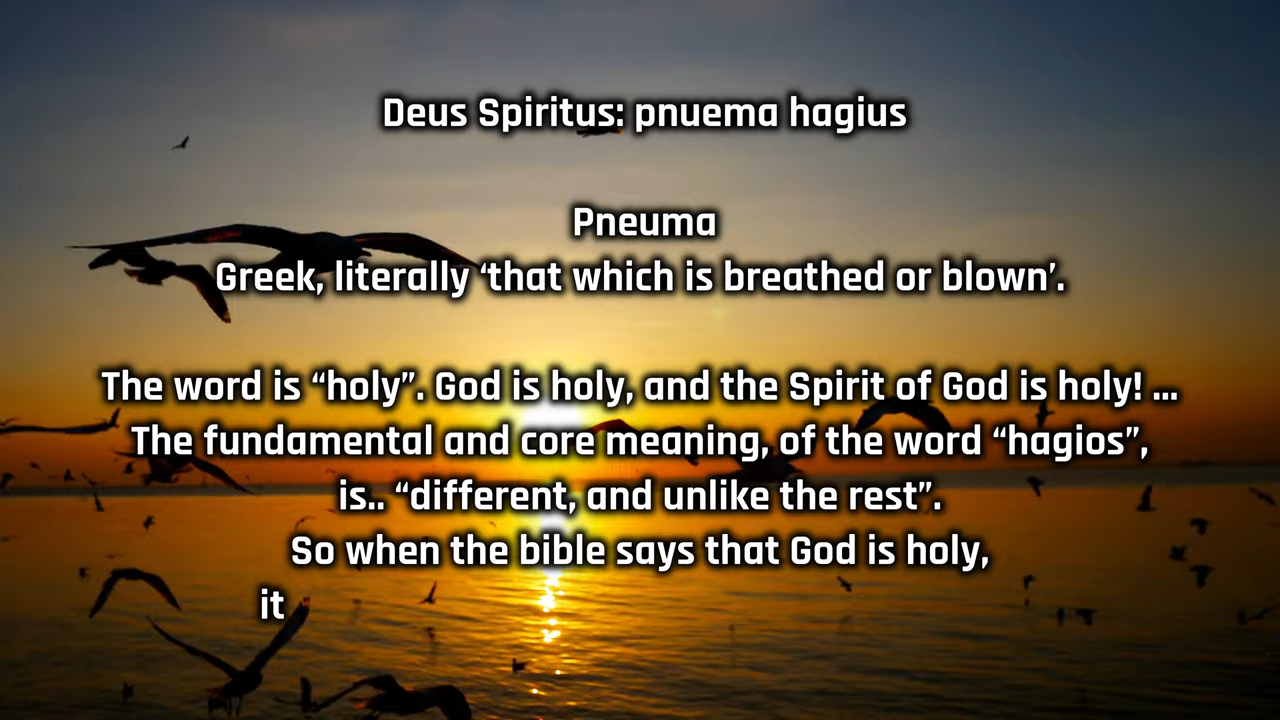 Deus Spiritus: pnuema hagius
Pneuma
Greek, literally ‘that which is breathed or blown’.
The word is “holy”. God is holy, and the Spirit of God is holy! ...
The fundamental and core meaning, of the word “hagios”,
is.. “different, and unlike the rest”.
So when the bible says that God is holy,
it